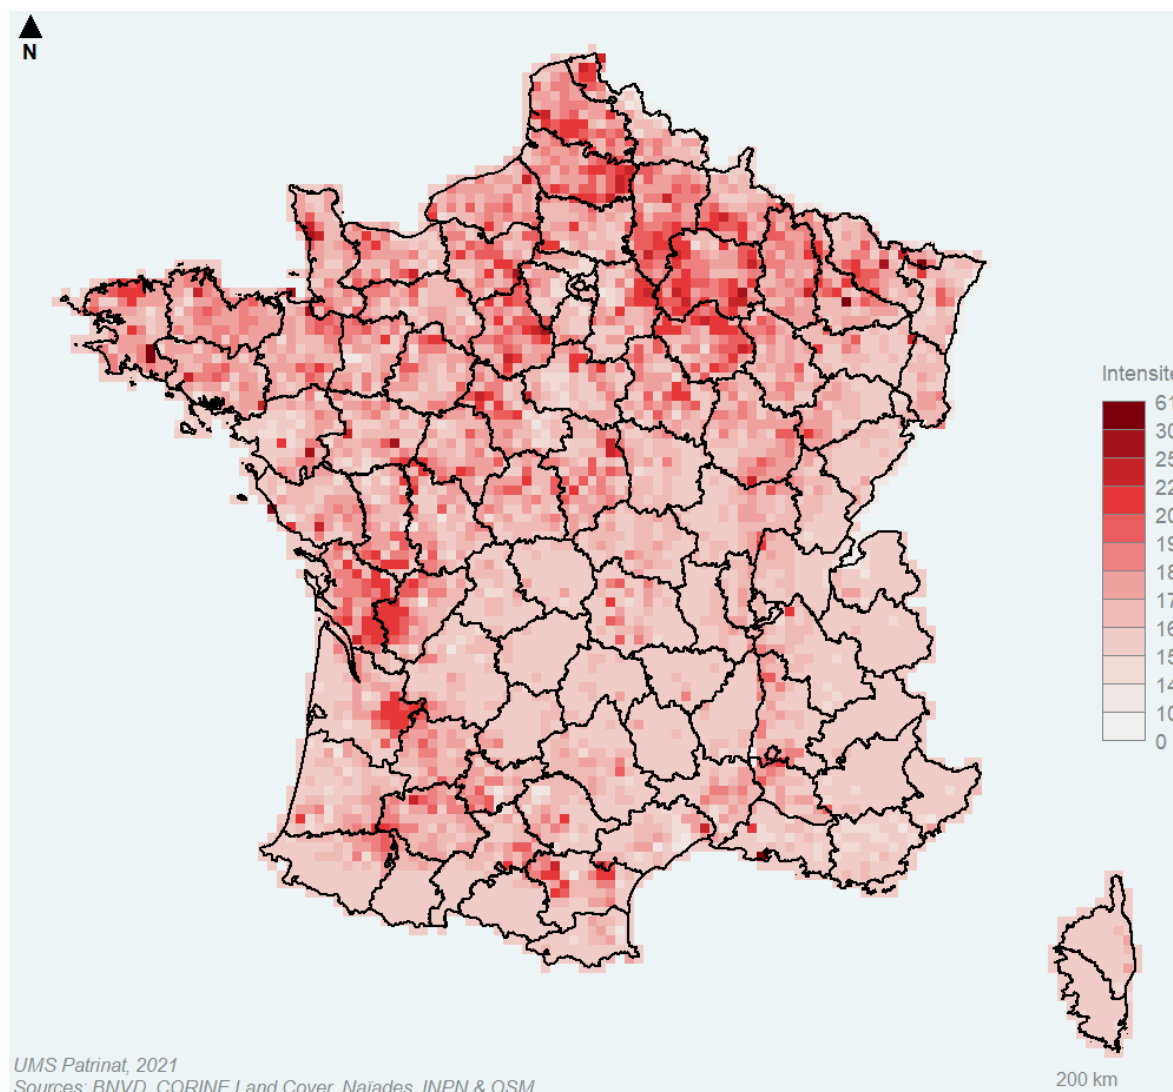 N
Intensité
61
30
25
22
20
19
18
17
16
15
14
10
0
UMS Patrinat, 2021
Sources: BNVD, CORINE Land Cover, Naïades, INPN & OSM
200 km